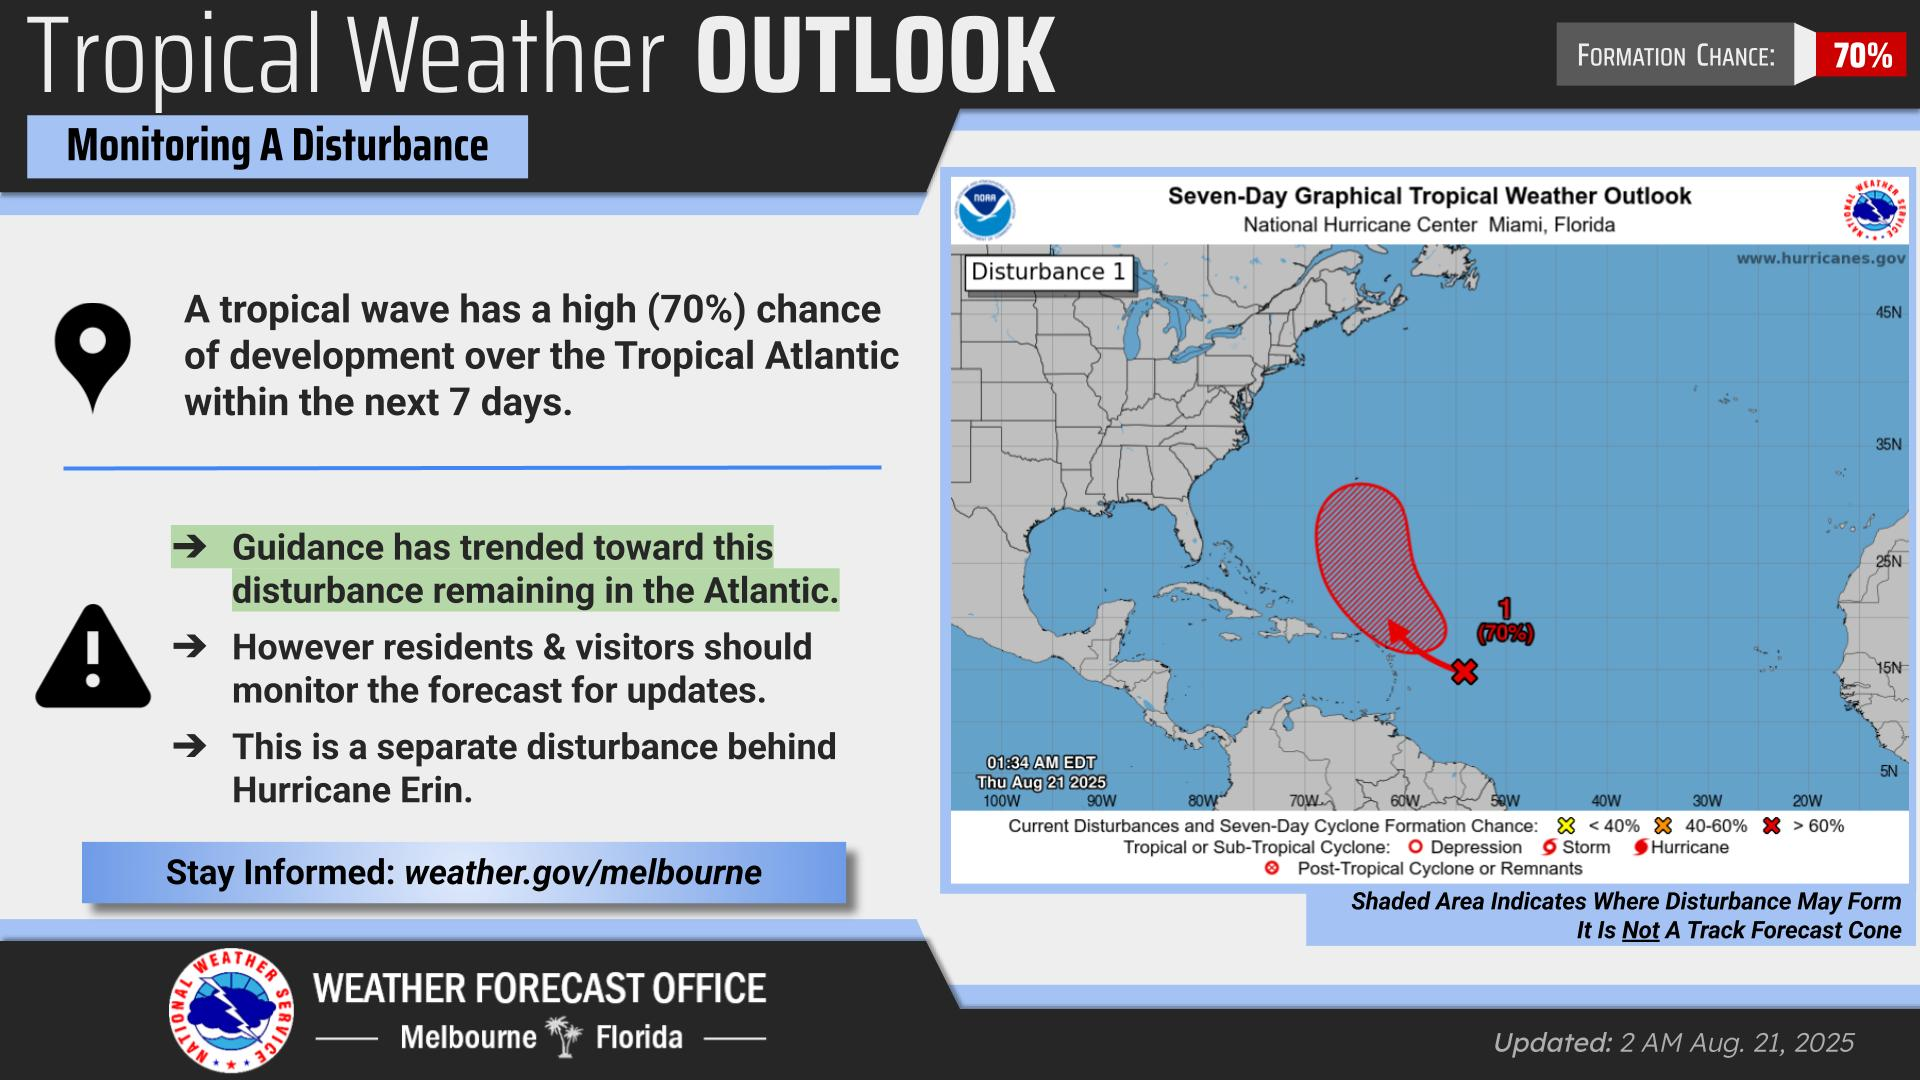 Tropical Weather OUTLOOK
FORMATION CHANCE: 70%
Monitoring A Disturbance
A tropical wave has a high (70%) chance
of development over the Tropical Atlantic
within the next 7 days.
➔ Guidance has trended toward this
disturbance remaining in the Atlantic.
➔ However residents & visitors should
monitor the forecast for updates.
➔ This is a separate disturbance behind
Hurricane Erin.
Stay Informed: weather.gov/melbourne
NOAA
Seven-Day Graphical Tropical Weather Outlook
National Hurricane Center Miami, Florida
NATIONAL WEATHER SERVICE
Disturbance 1
www.hurricanes.gov
45N
35N
25N
15N
5N
1
(70%)
01:34 AM EDT
Thu Aug 21 2025
100W 90W 80W 70W 60W 50W 40W 30W 20W
Current Disturbances and Seven-Day Cyclone Formation Chance: < 40% 40-60% > 60%
Tropical or Sub-Tropical Cyclone: Depression Storm Hurricane
Post-Tropical Cyclone or Remnants
Shaded Area Indicates Where Disturbance May Form
It Is Not A Track Forecast Cone
NATIONAL WEATHER SERVICE
WEATHER FORECAST OFFICE
Melbourne Florida
Updated: 2 AM Aug. 21, 2025